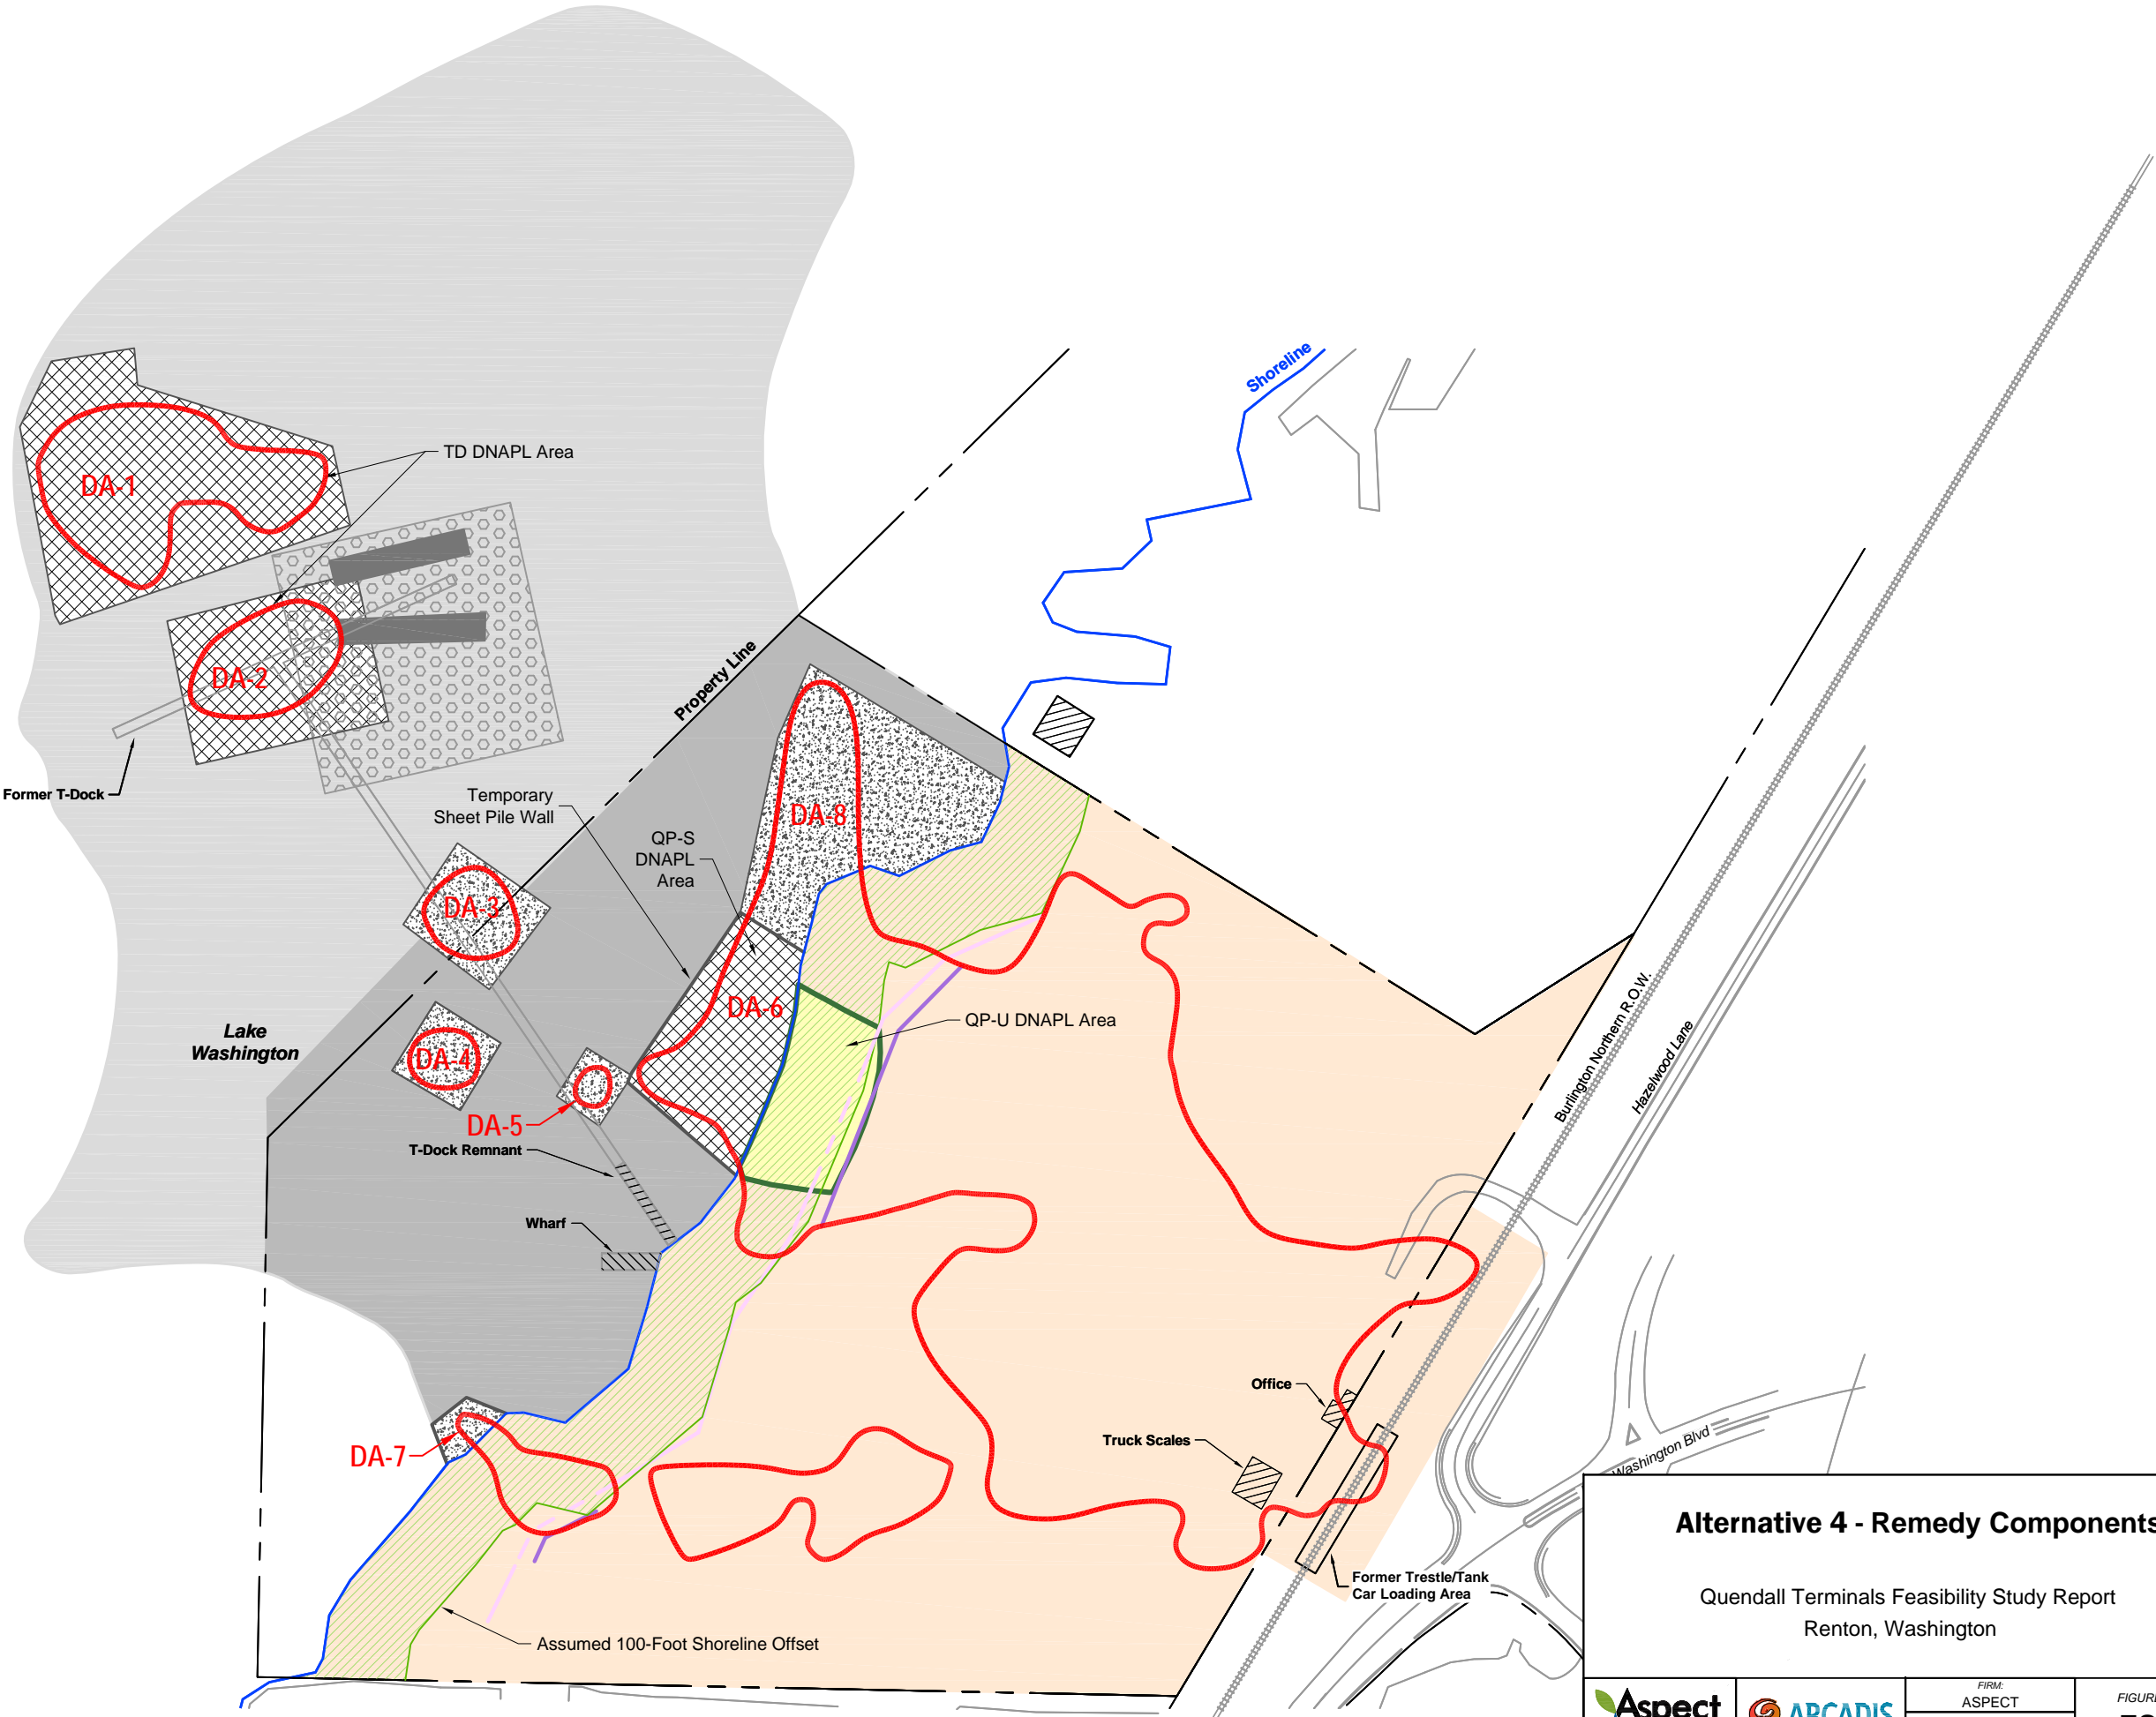 Shoreline
TD DNAPL Area
DA-1
DA-2
Property Line
Former T-Dock
Temporary
Sheet Pile Wall
QP-S
DNAPL
Area
DA-8
DA-3
DA-6
QP-U DNAPL Area
Lake
Washington
DA-4
DA-5
T-Dock Remnant
Wharf
Burlington Northern R.O.W.
Hazelwood Lane
Office
Truck Scales
DA-7
Washington Blvd
Former Trestle/Tank
Car Loading Area
Assumed 100-Foot Shoreline Offset
Alternative 4 - Remedy Components
Quendall Terminals Feasibility Study Report
Renton, Washington
Aspect
ARCADIS
FIRM:
ASPECT
FIGURE